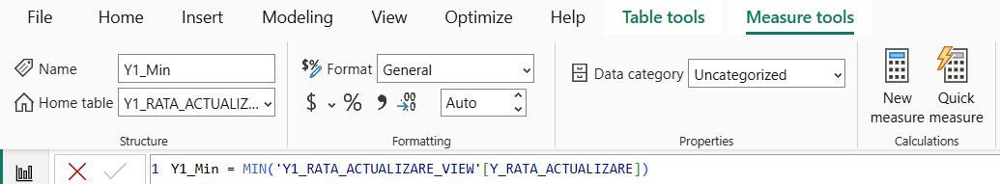 File Home Insert Modeling View Optimize Help Table tools Measure tools
Name Y1_Min Format General Data category Uncategorized New measure Quick measure
Home table Y1_RATA_ACTUALIZ... $ % Auto
Structure Formatting Properties Calculations
1 Y1_Min = MIN('Y1_RATA_ACTUALIZARE_VIEW'[Y_RATA_ACTUALIZARE])